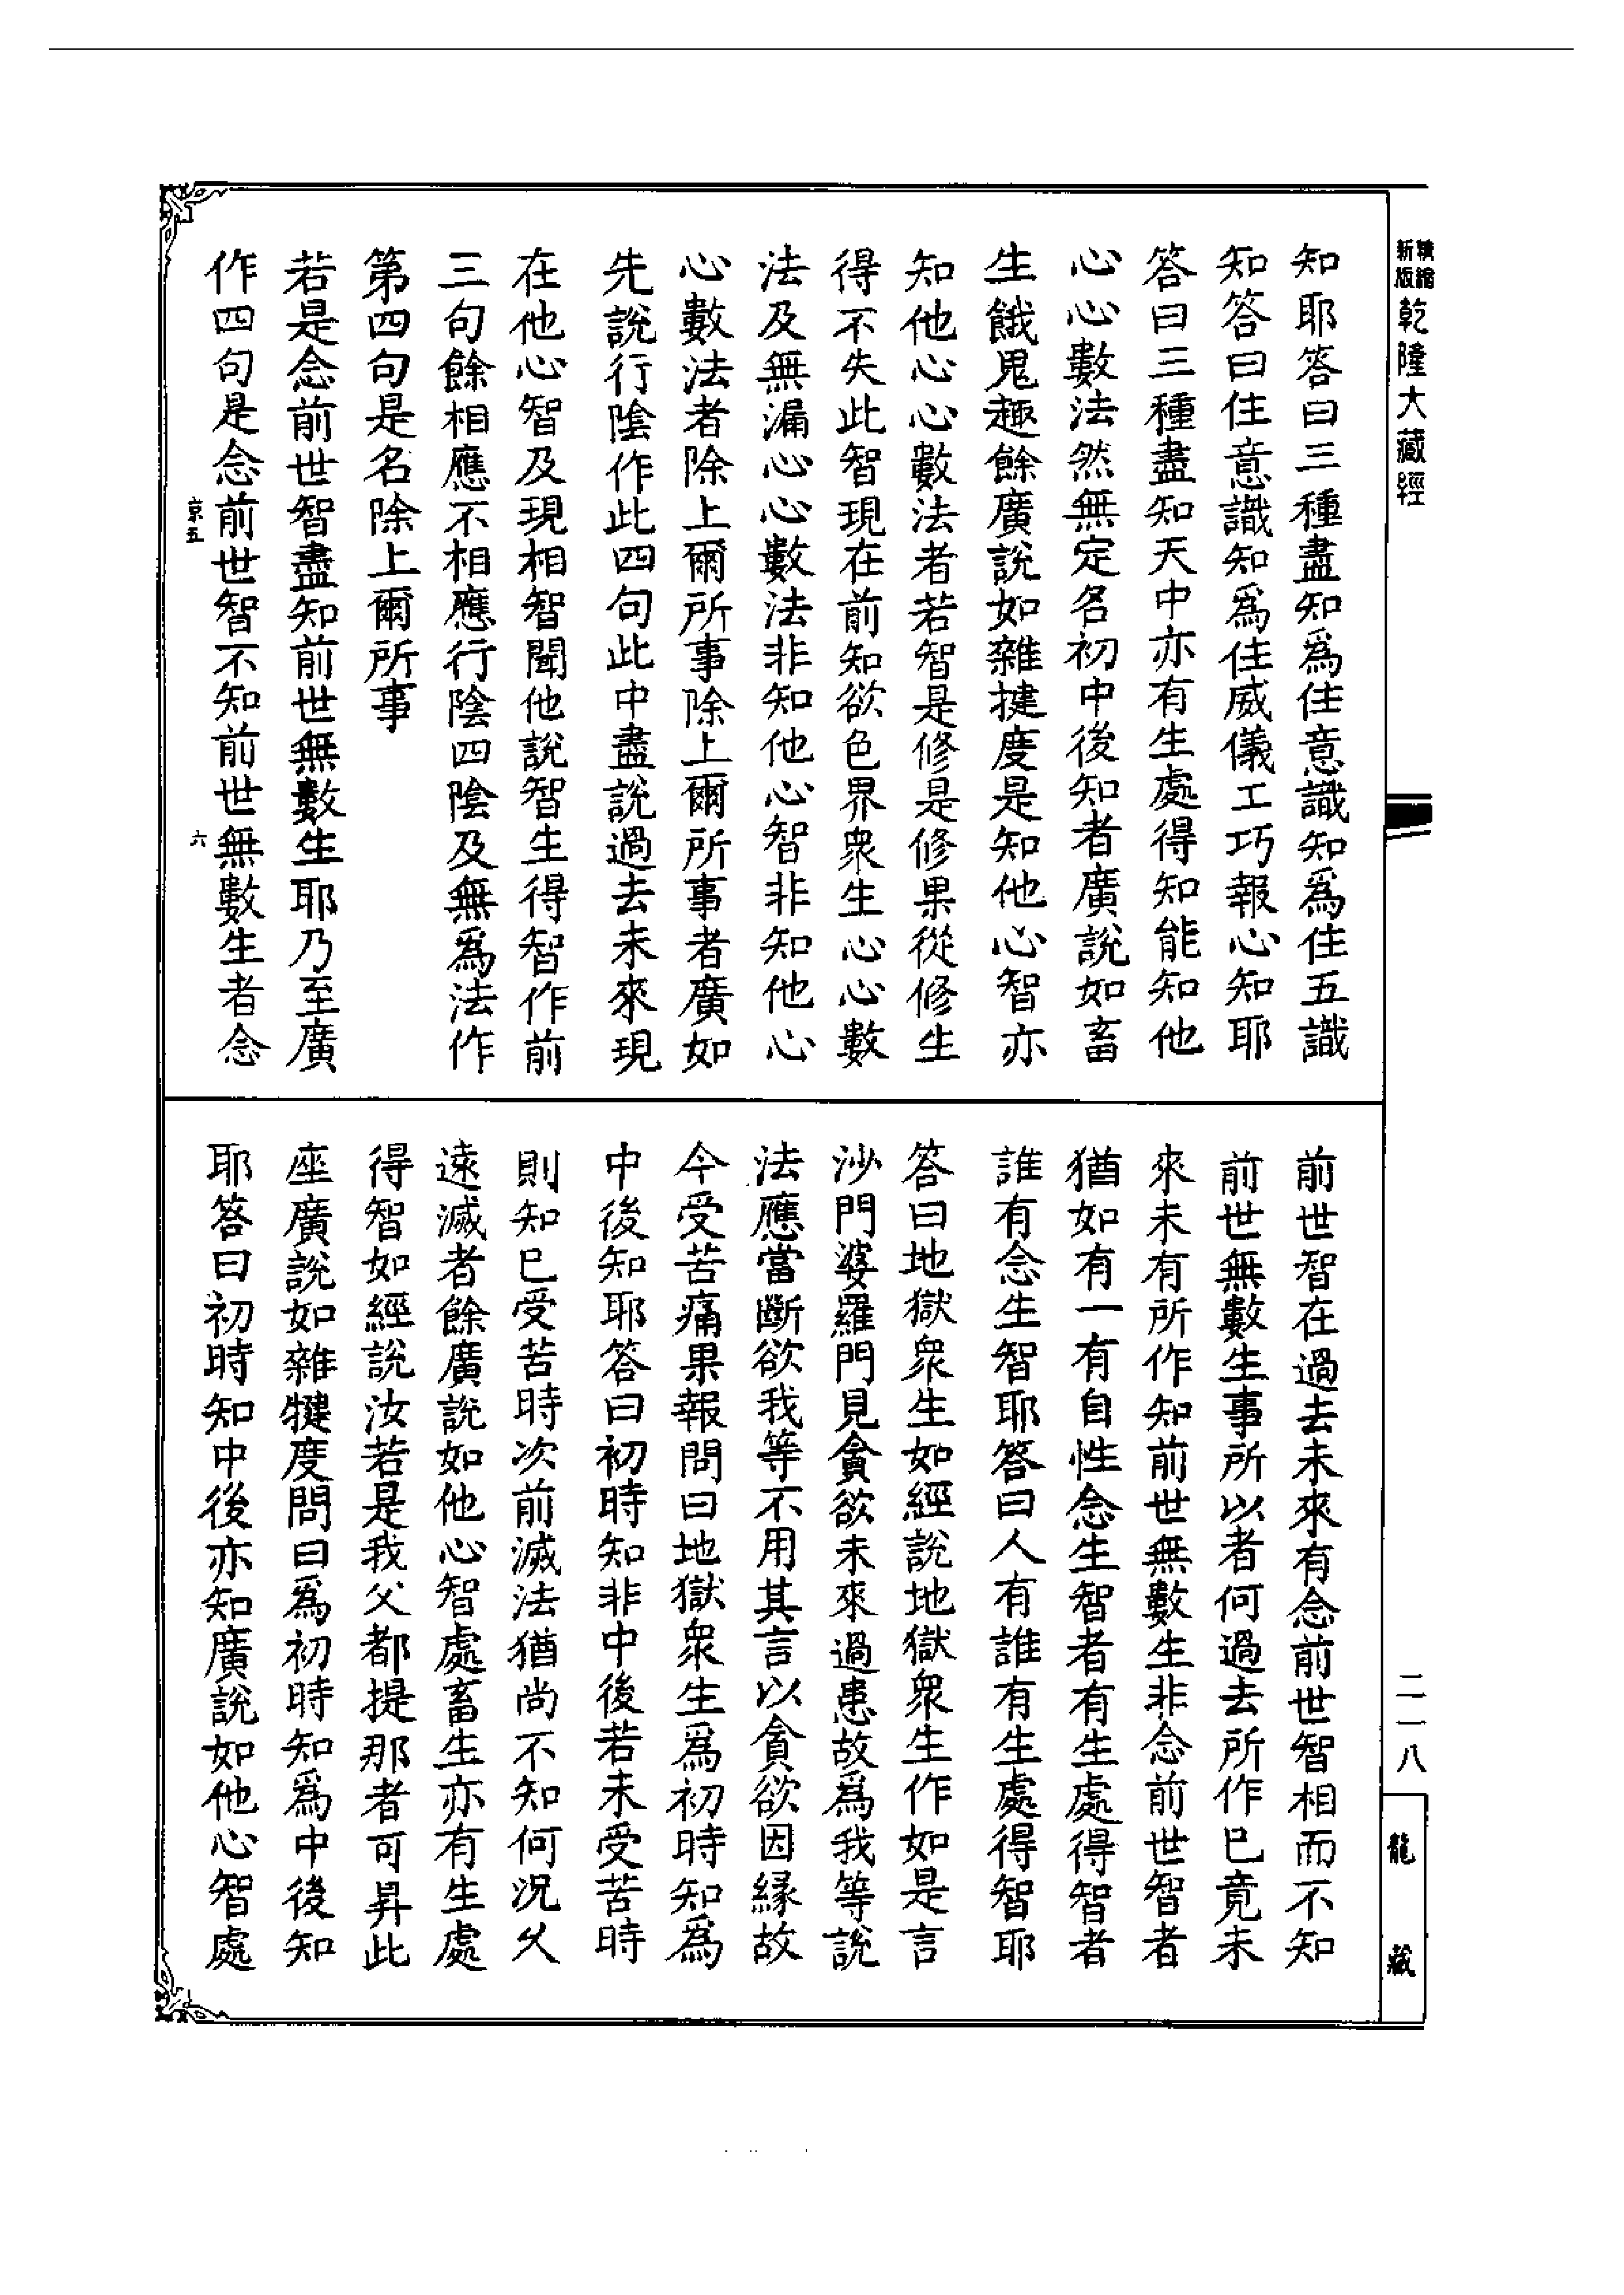 精縮
新版
乾隆大藏經
知耶答曰三種盡知爲住意識知爲住五識
知答曰住意識知爲住威儀工巧報心知耶
答曰三種盡知天中亦有生處得知能知他
心心數法然無定名初中後知者廣說如畜
生餓鬼趣餘廣說如雜揵度是知他心智亦
知他心心數法者若智是修是修果從修生
得不失此智現在前知欲色界衆生心心數
法及無漏心心數法非知他心智非知他心
心數法者除上爾所事除上爾所事者廣如
先說行陰作此四句此中盡說過去未來現
在他心智及現相智聞他說智生得智作前
三句餘相應不相應行陰四陰及無爲法作
第四句是名除上爾所事
若是念前世智盡知前世無數生耶乃至廣
作四句是念前世智不知前世無數生者念
京五
六
前世智在過去未來有念前世智相而不知
前世無數生事所以者何過去所作已竟未
來未有所作知前世無數生非念前世智者
猶如有一有自性念生智者有生處得智者
誰有念生智耶答曰人有誰有生處得智耶
答曰地獄衆生如經說地獄衆生作如是言
沙門婆羅門見貪欲未來過患故爲我等說
法應當斷欲我等不用其言以貪欲因緣故
今受苦痛果報問曰地獄衆生爲初時知爲
中後知耶答曰初時知非中後若未受苦時
則知已受苦時次前滅法猶尚不知何況久
遠滅者餘廣說如他心智處畜生亦有生處
得智如經說汝若是我父都提那者可昇此
座廣說如雜犍度問曰爲初時知爲中後知
耶答曰初時知中後亦知廣說如他心智處
二一八
龍藏